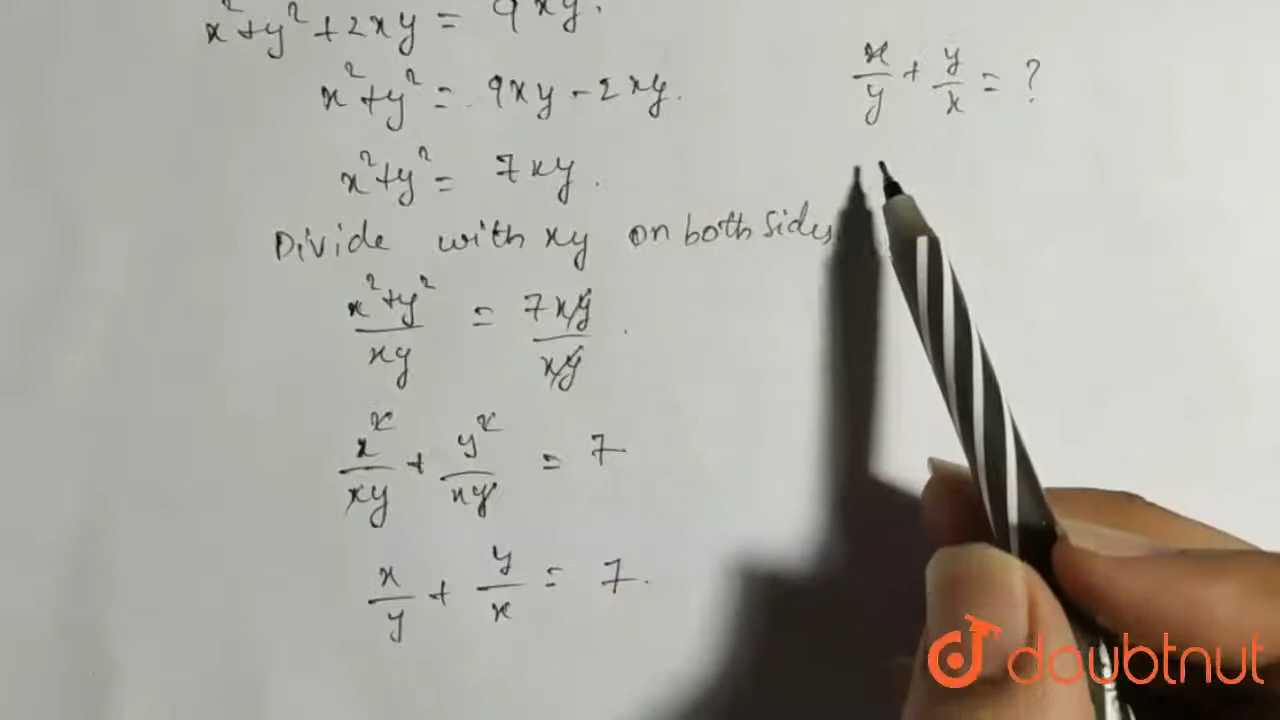 x²+y²+2xy = 9xy.
x²+y² = 9xy-2xy.
x²+y² = 7xy.
Divide with xy on both sides
x²+y²/xy = 7xy/xy.
x²/xy + y²/xy = 7
x/y + y/x = 7.
x/y + y/x = ?
doubtnut